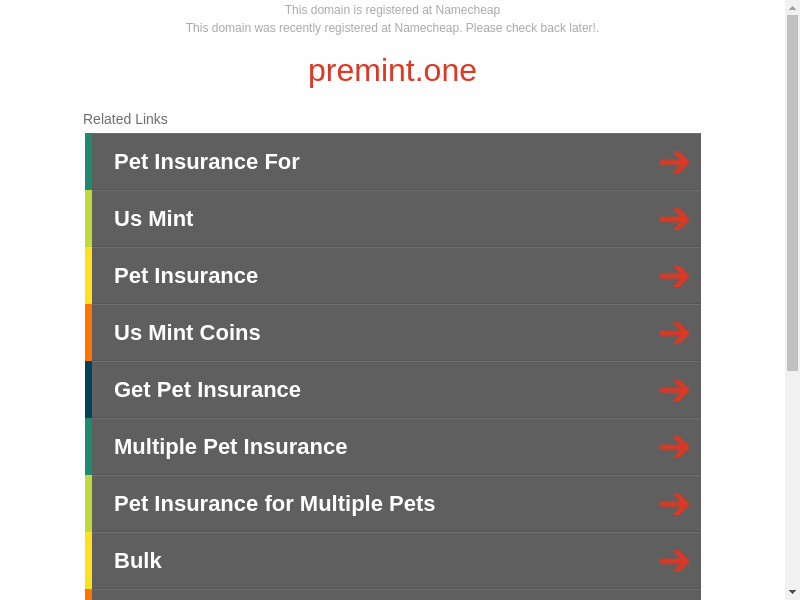 This domain is registered at Namecheap
This domain was recently registered at Namecheap. Please check back later!.
premint.one
Related Links
Pet Insurance For
Us Mint
Pet Insurance
Us Mint Coins
Get Pet Insurance
Multiple Pet Insurance
Pet Insurance for Multiple Pets
Bulk